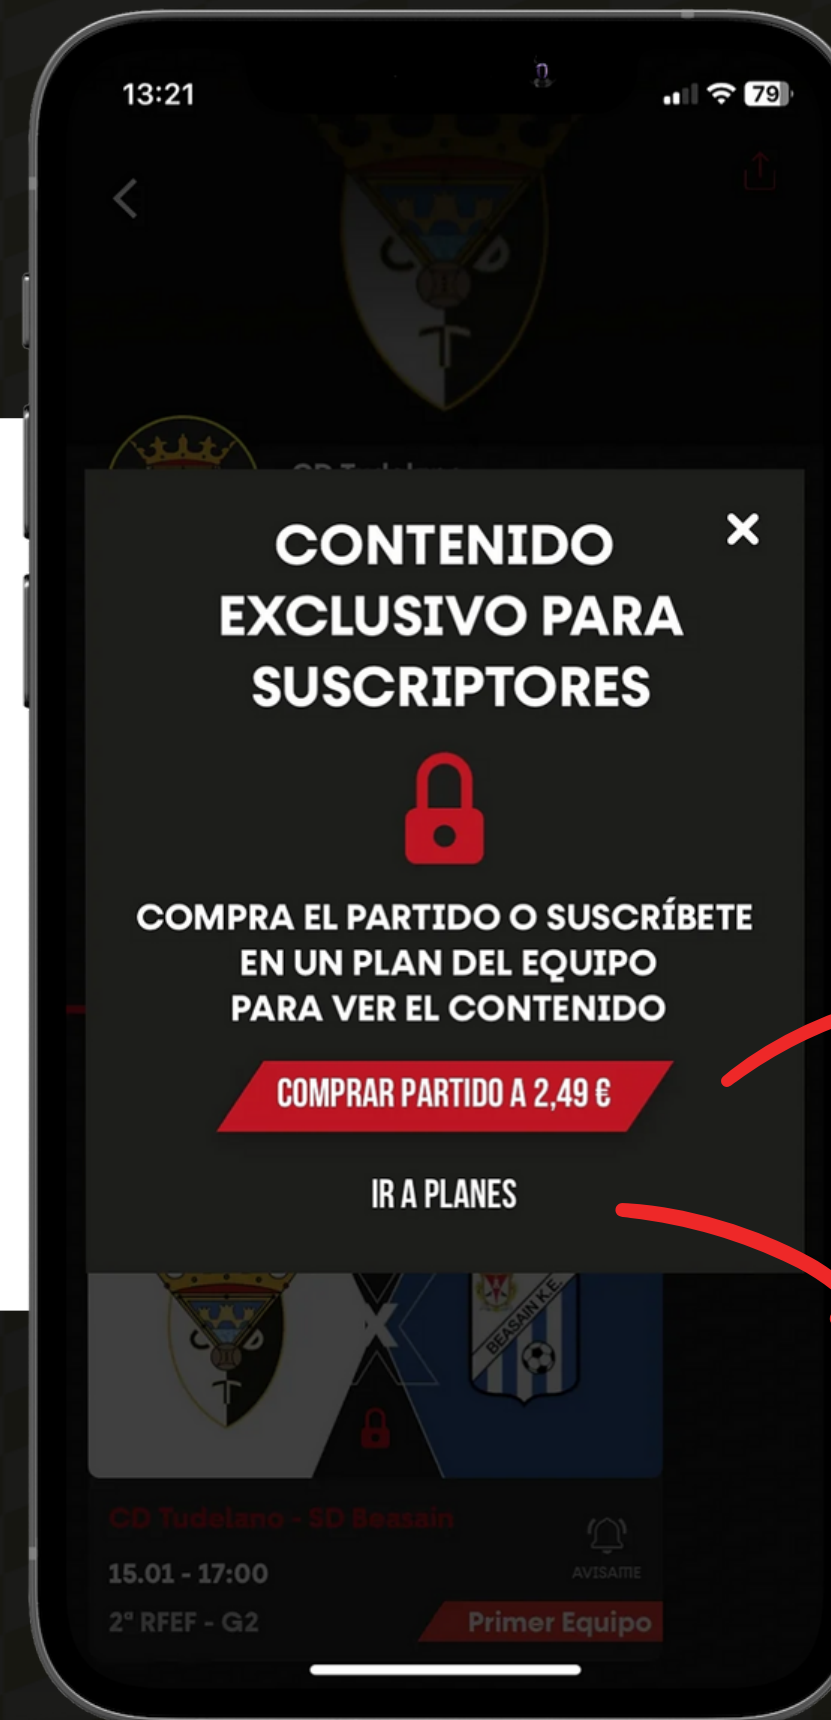 13:21
79
CD Tudelano
CONTENIDO
EXCLUSIVO PARA
SUSCRIPTORES
COMPRA EL PARTIDO O SUSCRÍBETE
EN UN PLAN DEL EQUIPO
PARA VER EL CONTENIDO
COMPRAR PARTIDO A 2,49 €
IR A PLANES
X
BEASAIN K.E.
CD Tudelano - SD Beasain
15.01 - 17:00
AVISAME
2ª RFEF - G2
Primer Equipo